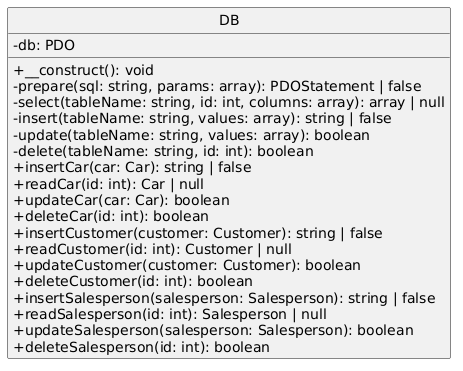 DB
-db: PDO
+__construct(): void
-prepare(sql: string, params: array): PDOStatement | false
-select(tableName: string, id: int, columns: array): array | null
-insert(tableName: string, values: array): string | false
-update(tableName: string, values: array): boolean
-delete(tableName: string, id: int): boolean
+insertCar(car: Car): string | false
+readCar(id: int): Car | null
+updateCar(car: Car): boolean
+deleteCar(id: int): boolean
+insertCustomer(customer: Customer): string | false
+readCustomer(id: int): Customer | null
+updateCustomer(customer: Customer): boolean
+deleteCustomer(id: int): boolean
+insertSalesperson(salesperson: Salesperson): string | false
+readSalesperson(id: int): Salesperson | null
+updateSalesperson(salesperson: Salesperson): boolean
+deleteSalesperson(id: int): boolean